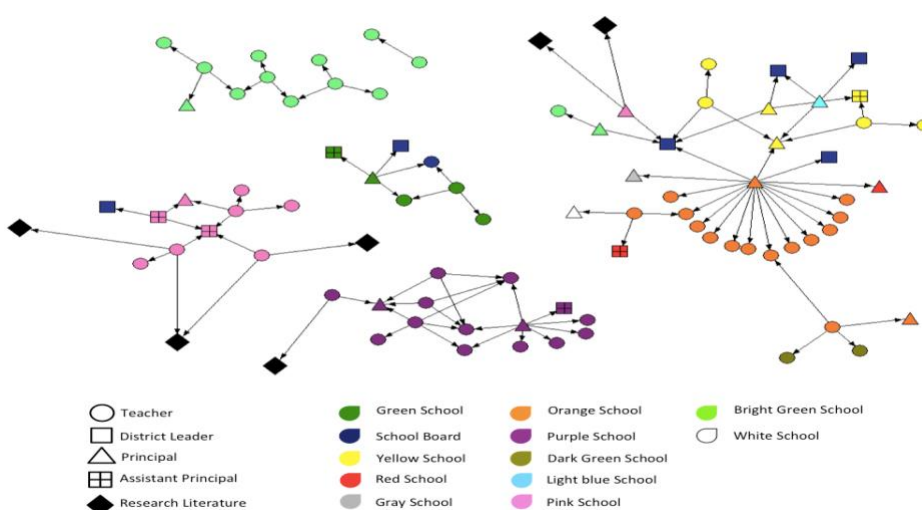 Teacher
District Leader
Principal
Assistant Principal
Research Literature
Green School
School Board
Yellow School
Red School
Gray School
Orange School
Purple School
Dark Green School
Light blue School
Pink School
Bright Green School
White School